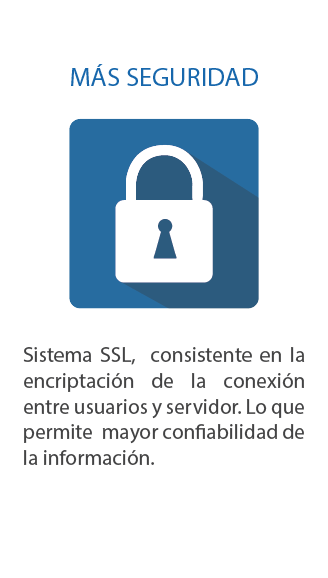 MÁS SEGURIDAD
Sistema SSL,  consistente en la
encriptación de la conexión
entre usuarios y servidor. Lo que
permite  mayor confiabilidad de
la información.